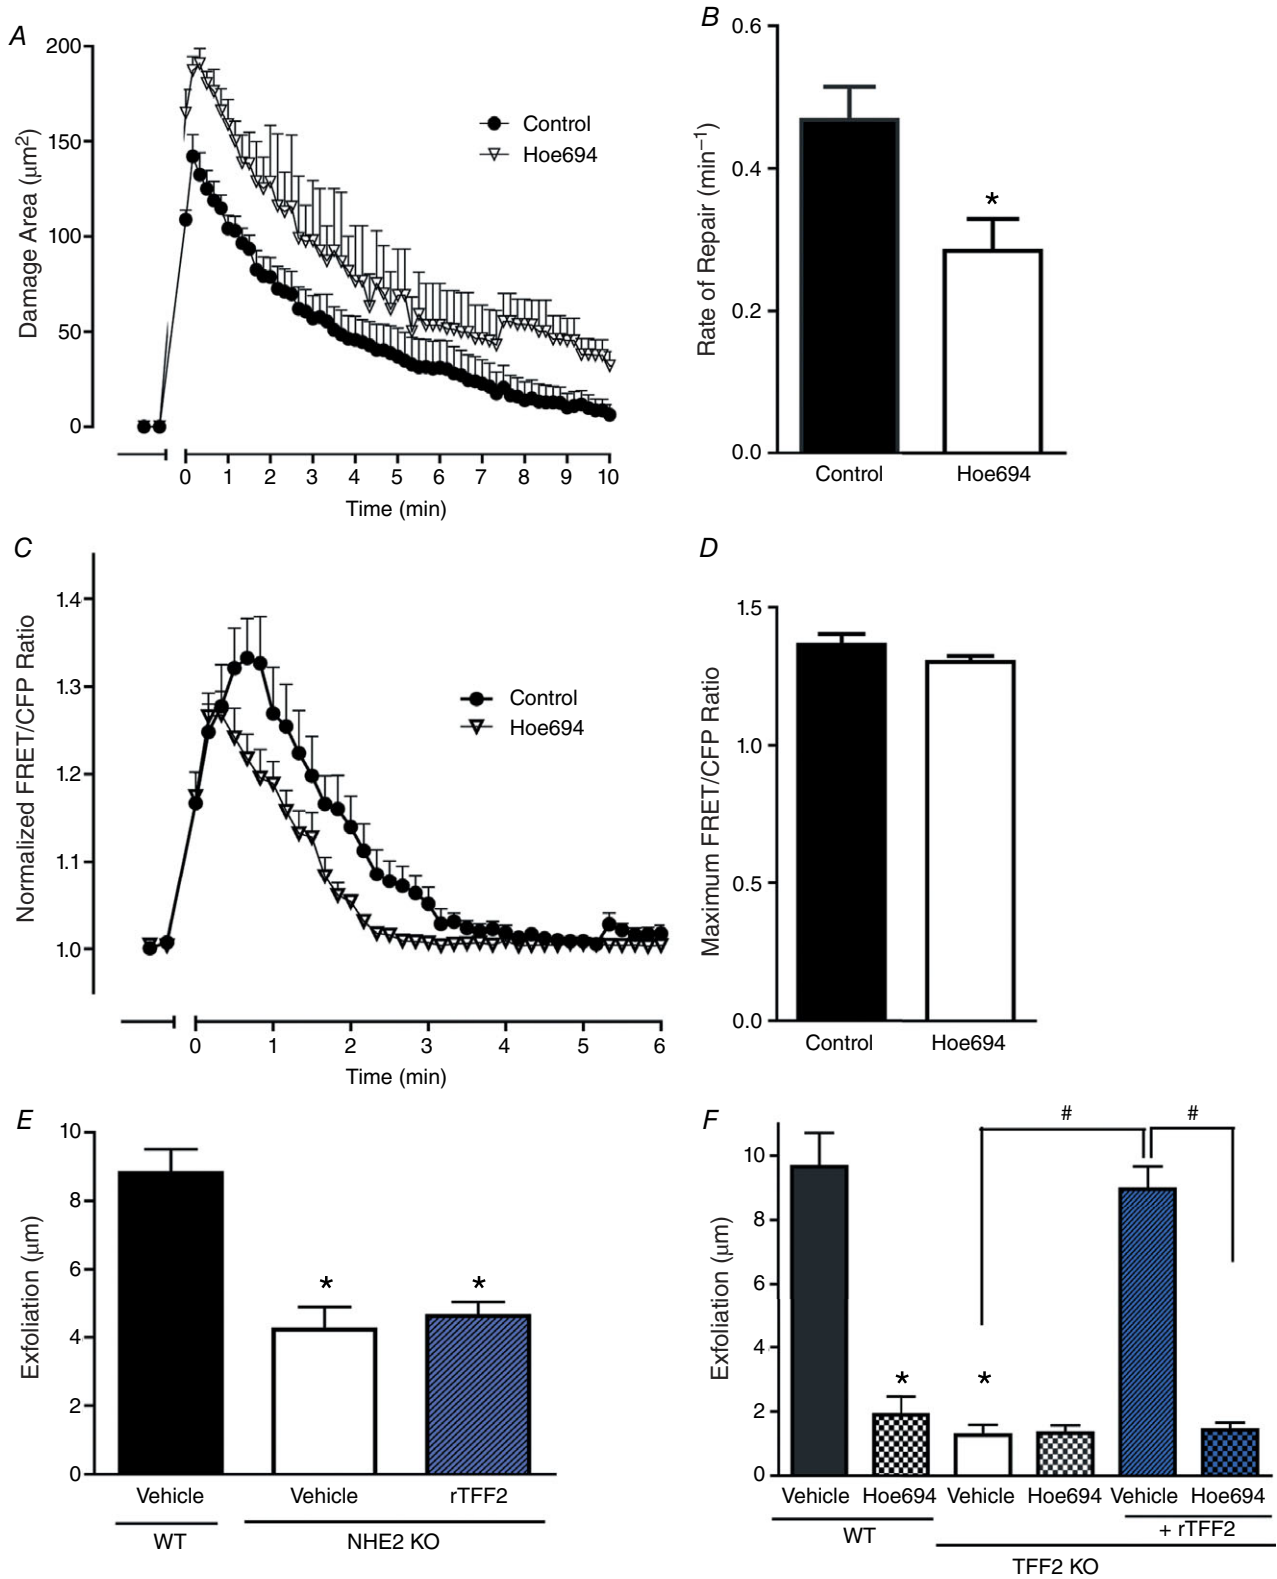 A
Damage Area (μm²)
200
150
100
50
0
Control
Hoe694
0 1 2 3 4 5 6 7 8 9 10
Time (min)
B
Rate of Repair (min⁻¹)
0.6
0.4
0.2
0.0
*
Control Hoe694
C
Normalized FRET/CFP Ratio
1.4
1.3
1.2
1.1
1.0
Control
Hoe694
0 1 2 3 4 5 6
Time (min)
D
Maximum FRET/CFP Ratio
1.5
1.0
0.5
0.0
Control Hoe694
E
Exfoliation (μm)
10
8
6
4
2
0
* *
Vehicle Vehicle rTFF2
WT NHE2 KO
F
Exfoliation (μm)
10
8
6
4
2
0
# #
* *
Vehicle Hoe694 Vehicle Hoe694 Vehicle Hoe694
WT + rTFF2
TFF2 KO